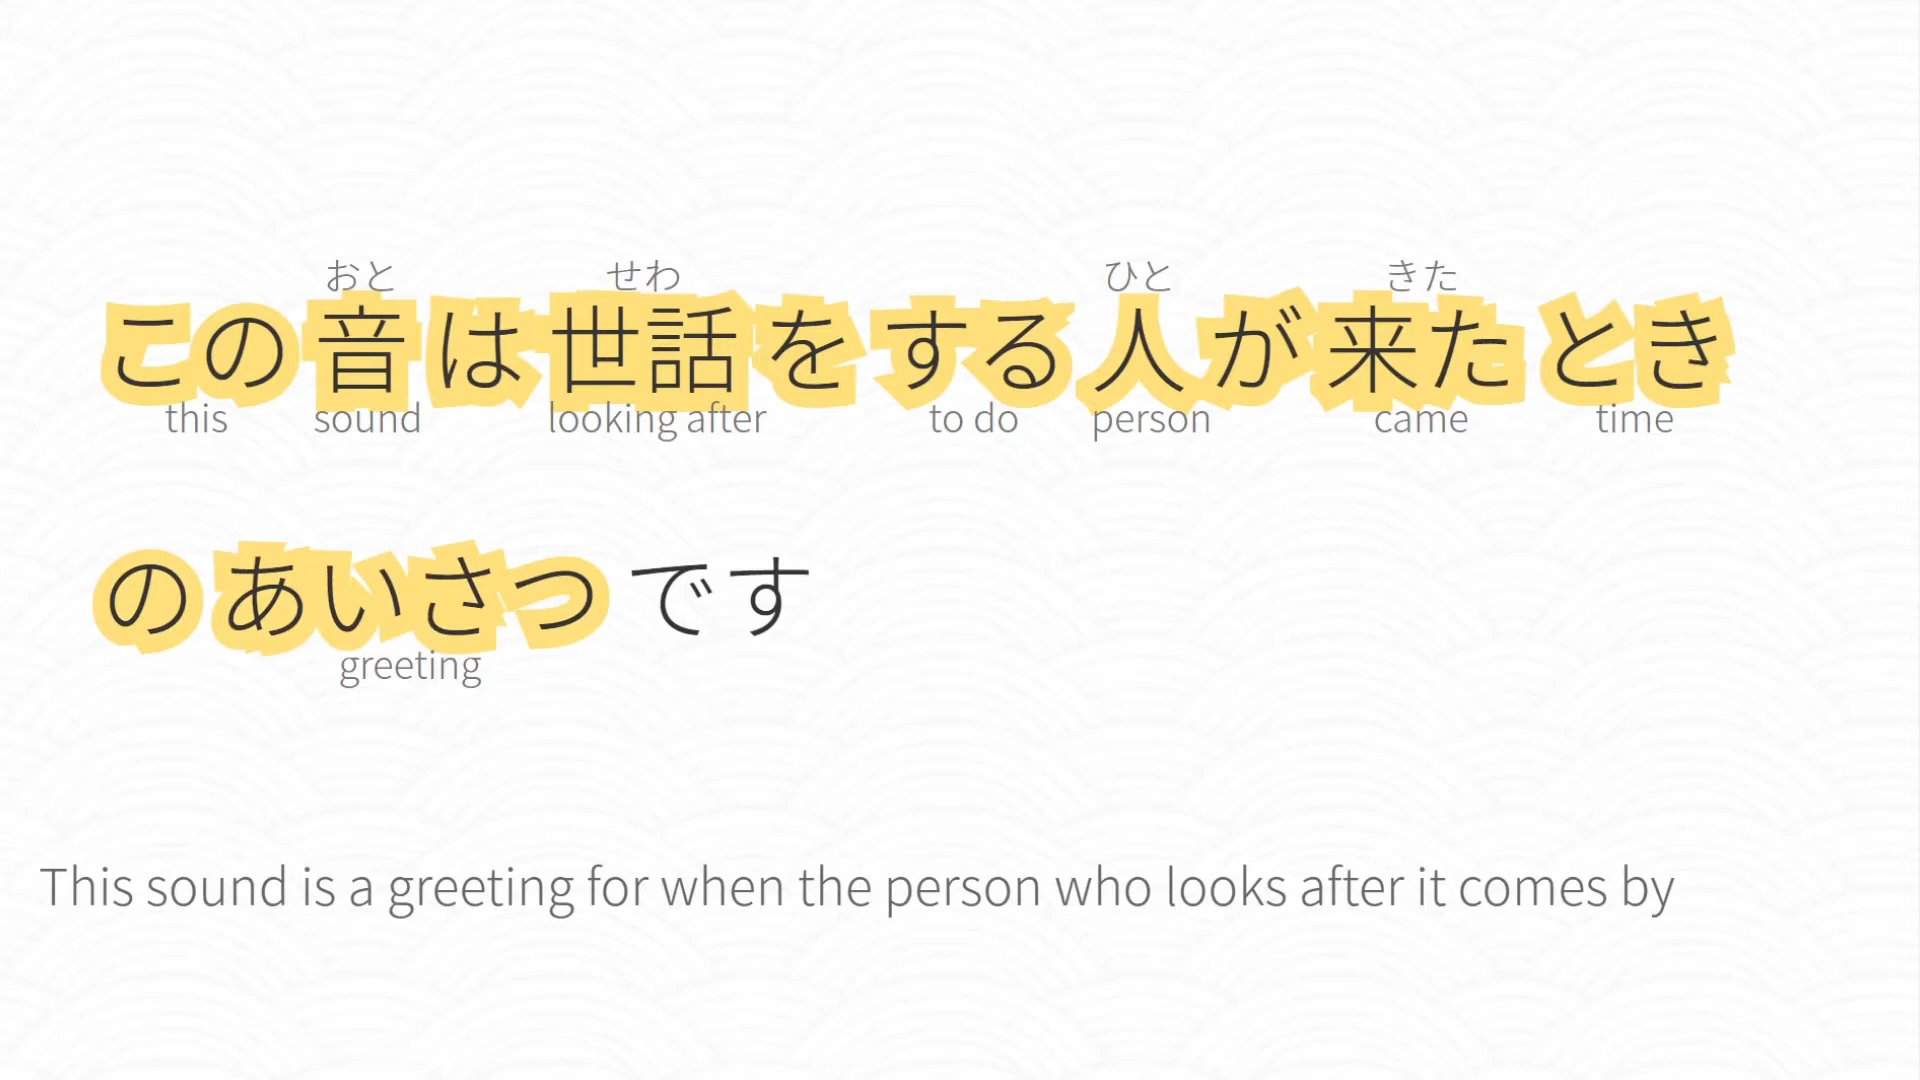 おと せわ ひと きた
この音は世話をする人が来たとき
this sound looking after to do person came time
のあいさつです
greeting
This sound is a greeting for when the person who looks after it comes by